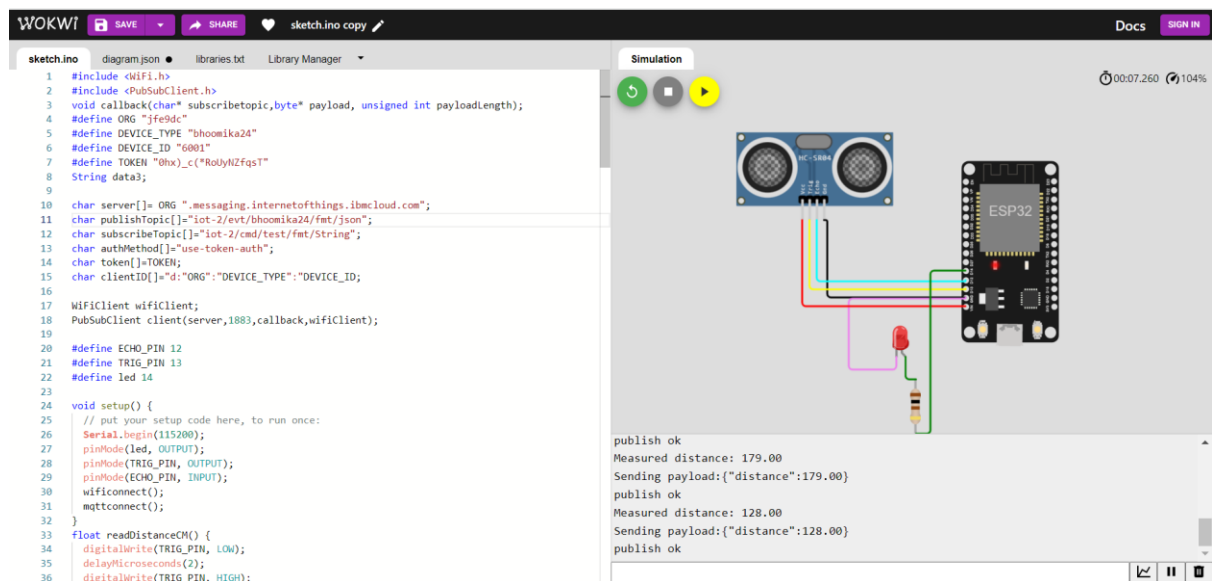 WOKWI SAVE SHARE sketch.ino copy Docs SIGN IN
sketch.ino diagram.json libraries.txt Library Manager
1 #include <WiFi.h>
2 #include <PubSubClient.h>
3 void callback(char* subscribetopic,byte* payload, unsigned int payloadLength);
4 #define ORG "jfe9dc"
5 #define DEVICE_TYPE "bhoomika24"
6 #define DEVICE_ID "6001"
7 #define TOKEN "0hx)_c(*RoUyNZfqsT"
8 String data3;
9
10 char server[]= ORG ".messaging.internetofthings.ibmcloud.com";
11 char publishTopic[]="iot-2/evt/bhoomika24/fmt/json";
12 char subscribeTopic[]="iot-2/cmd/test/fmt/String";
13 char authMethod[]="use-token-auth";
14 char token[]=TOKEN;
15 char clientID[]="d:"ORG":"DEVICE_TYPE":"DEVICE_ID;
16
17 WiFiClient wifiClient;
18 PubSubClient client(server,1883,callback,wifiClient);
19
20 #define ECHO_PIN 12
21 #define TRIG_PIN 13
22 #define led 14
23
24 void setup() {
25 // put your setup code here, to run once:
26 Serial.begin(115200);
27 pinMode(led, OUTPUT);
28 pinMode(TRIG_PIN, OUTPUT);
29 pinMode(ECHO_PIN, INPUT);
30 wificonnect();
31 mqttconnect();
32 }
33 float readDistanceCM() {
34 digitalWrite(TRIG_PIN, LOW);
35 delayMicroseconds(2);
36 digitalWrite(TRIG_PIN, HIGH);
Simulation
00:07.260 104%
HC-SR04
Vcc
Trig
Echo
Gnd
ESP32
publish ok
Measured distance: 179.00
Sending payload:{"distance":179.00}
publish ok
Measured distance: 128.00
Sending payload:{"distance":128.00}
publish ok